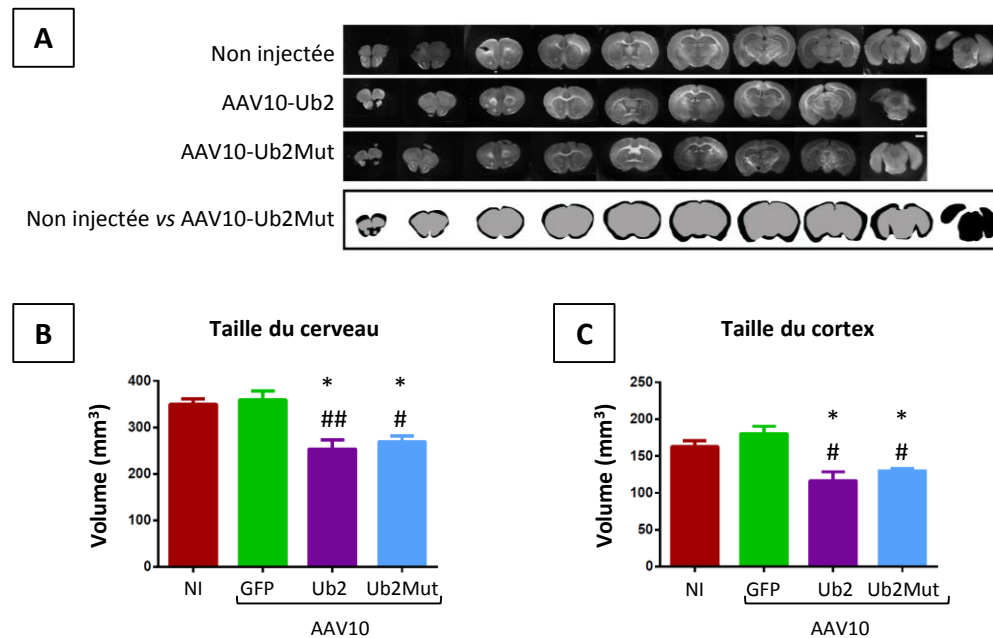 A
Non injectée
AAV10-Ub2
AAV10-Ub2Mut
Non injectée vs AAV10-Ub2Mut
B
Taille du cerveau
Volume (mm³)
400
300
200
100
0
* *
## #
NI GFP Ub2 Ub2Mut
AAV10
C
Taille du cortex
Volume (mm³)
250
200
150
100
50
0
* *
# #
NI GFP Ub2 Ub2Mut
AAV10